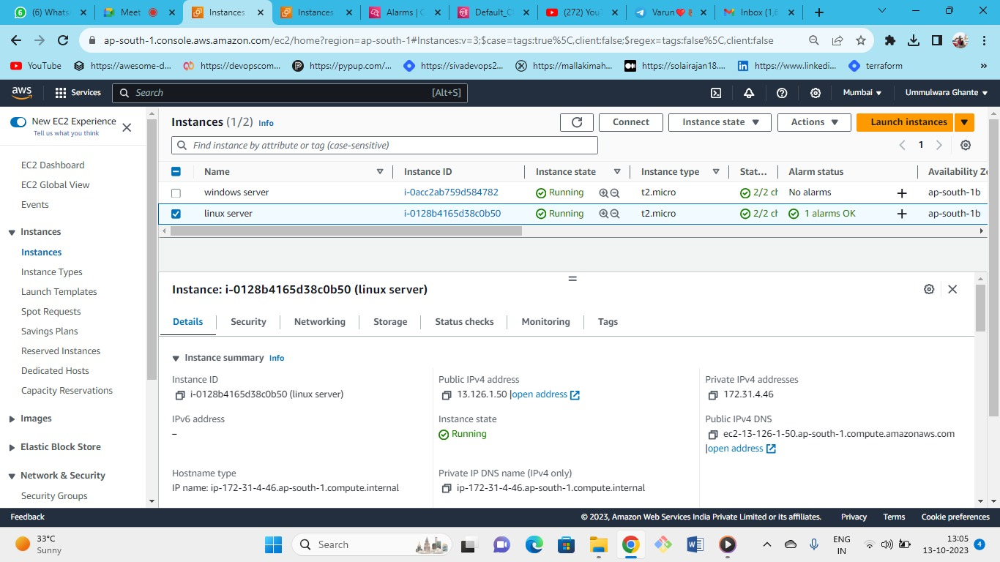 (6) Whats
Meet
Instances
Instances
Alarms | C
Default_C
(272) You
Varun
Inbox (1,6
ap-south-1.console.aws.amazon.com/ec2/home?region=ap-south-1#Instances:v=3;$case=tags:true%5C,client:false;$regex=tags:false%5C,client:false
YouTube
https://awesome-d...
https://devopscom...
https://pypup.com/...
https://sivadevops2...
https://mallakimah...
https://solairajan18....
https://www.linkedi...
terraform
»
aws
Services
Search
[Alt+S]
Mumbai
Ummulwara Ghante
New EC2 Experience
Tell us what you think
EC2 Dashboard
EC2 Global View
Events
Instances
Instances
Instance Types
Launch Templates
Spot Requests
Savings Plans
Reserved Instances
Dedicated Hosts
Capacity Reservations
Images
Elastic Block Store
Network & Security
Security Groups
Instances (1/2) Info
Connect
Instance state
Actions
Launch instances
Find instance by attribute or tag (case-sensitive)
1
Name Instance ID Instance state Instance type Stat... Alarm status Availability Z
windows server i-0acc2ab759d584782 Running t2.micro 2/2 ch No alarms + ap-south-1b
linux server i-0128b4165d38c0b50 Running t2.micro 2/2 ch 1 alarms OK + ap-south-1b
Instance: i-0128b4165d38c0b50 (linux server)
Details Security Networking Storage Status checks Monitoring Tags
Instance summary Info
Instance ID
i-0128b4165d38c0b50 (linux server)
Public IPv4 address
13.126.1.50 |open address
Private IPv4 addresses
172.31.4.46
IPv6 address
–
Instance state
Running
Public IPv4 DNS
ec2-13-126-1-50.ap-south-1.compute.amazonaws.com
|open address
Hostname type
IP name: ip-172-31-4-46.ap-south-1.compute.internal
Private IP DNS name (IPv4 only)
ip-172-31-4-46.ap-south-1.compute.internal
Feedback
© 2023, Amazon Web Services India Private Limited or its affiliates.
Privacy
Terms
Cookie preferences
33°C
Sunny
Search
ENG
IN
13:05
13-10-2023
4